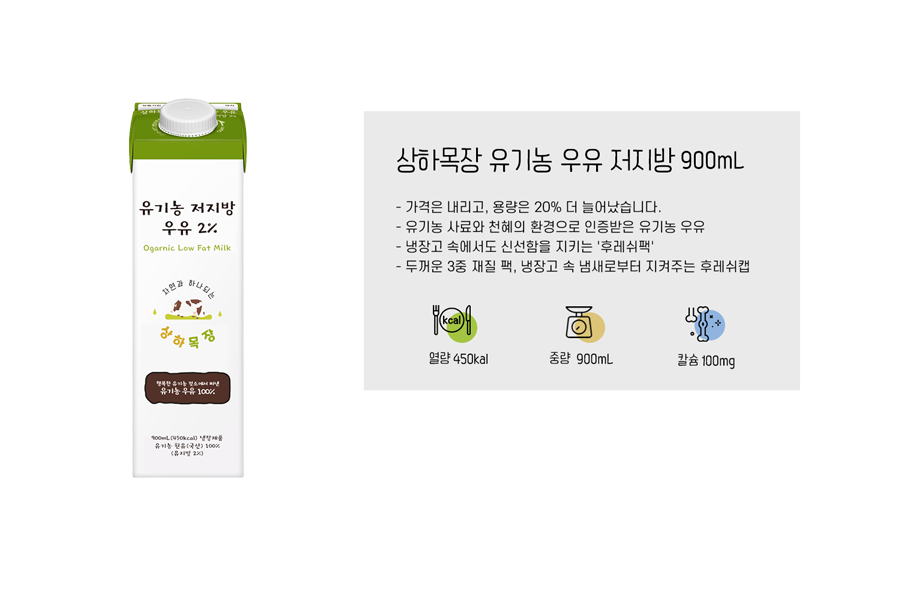 유기농 저지방
우유 2%
Ogarnic Low Fat Milk
자연과 하나되는
상하목장
행복한 유기농 젖소에서 짜낸
유기농 우유 100%
900mL(450kcal) 냉장제품
유기농 원유(국산) 100%
(유지방 2%)
상하목장 유기농 우유 저지방 900mL
- 가격은 내리고, 용량은 20% 더 늘어났습니다.
- 유기농 사료와 천혜의 환경으로 인증받은 유기농 우유
- 냉장고 속에서도 신선함을 지키는 '후레쉬팩'
- 두꺼운 3중 재질 팩, 냉장고 속 냄새로부터 지켜주는 후레쉬캡
kcal
열량 450kal
중량 900mL
칼슘 100mg